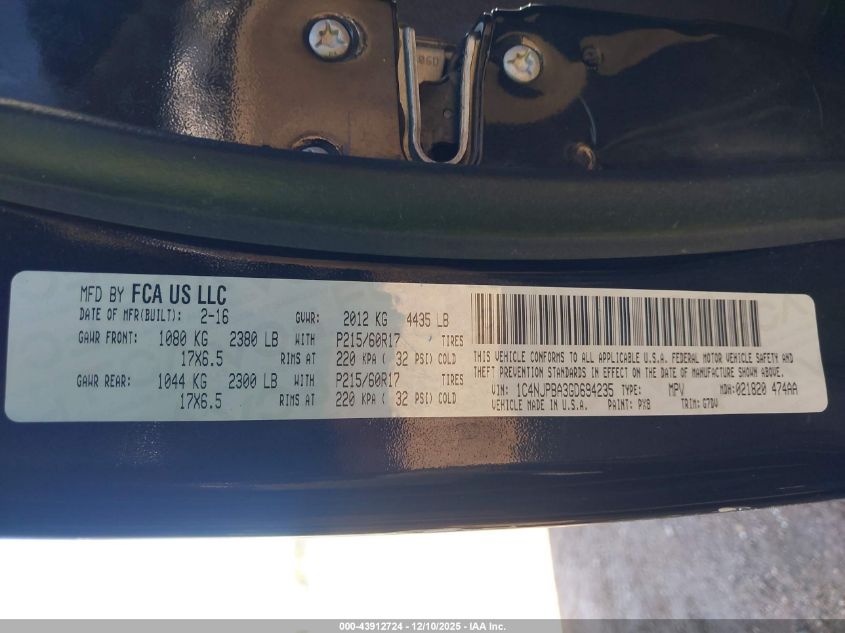 060
MFD BY FCA US LLC
DATE OF MFR(BUILT): 2-16 GVWR: 2012 KG 4435 LB
GAWR FRONT: 1080 KG 2380 LB WITH P215/60R17 TIRES
17X6.5 RIMS AT 220 KPA ( 32 PSI) COLD
GAWR REAR: 1044 KG 2300 LB WITH P215/60R17 TIRES
17X6.5 RIMS AT 220 KPA ( 32 PSI) COLD
THIS VEHICLE CONFORMS TO ALL APPLICABLE U.S.A. FEDERAL MOTOR VEHICLE SAFETY AND
THEFT PREVENTION STANDARDS IN EFFECT ON THE DATE OF MANUFACTURE SHOWN ABOVE.
VIN: 1C4NJPBA3GD694235 TYPE: MPV MDH: 021820 474AA
VEHICLE MADE IN U.S.A. PAINT: PXB TRIM: G7DV
000-43912724 - 12/10/2025 - IAA Inc.